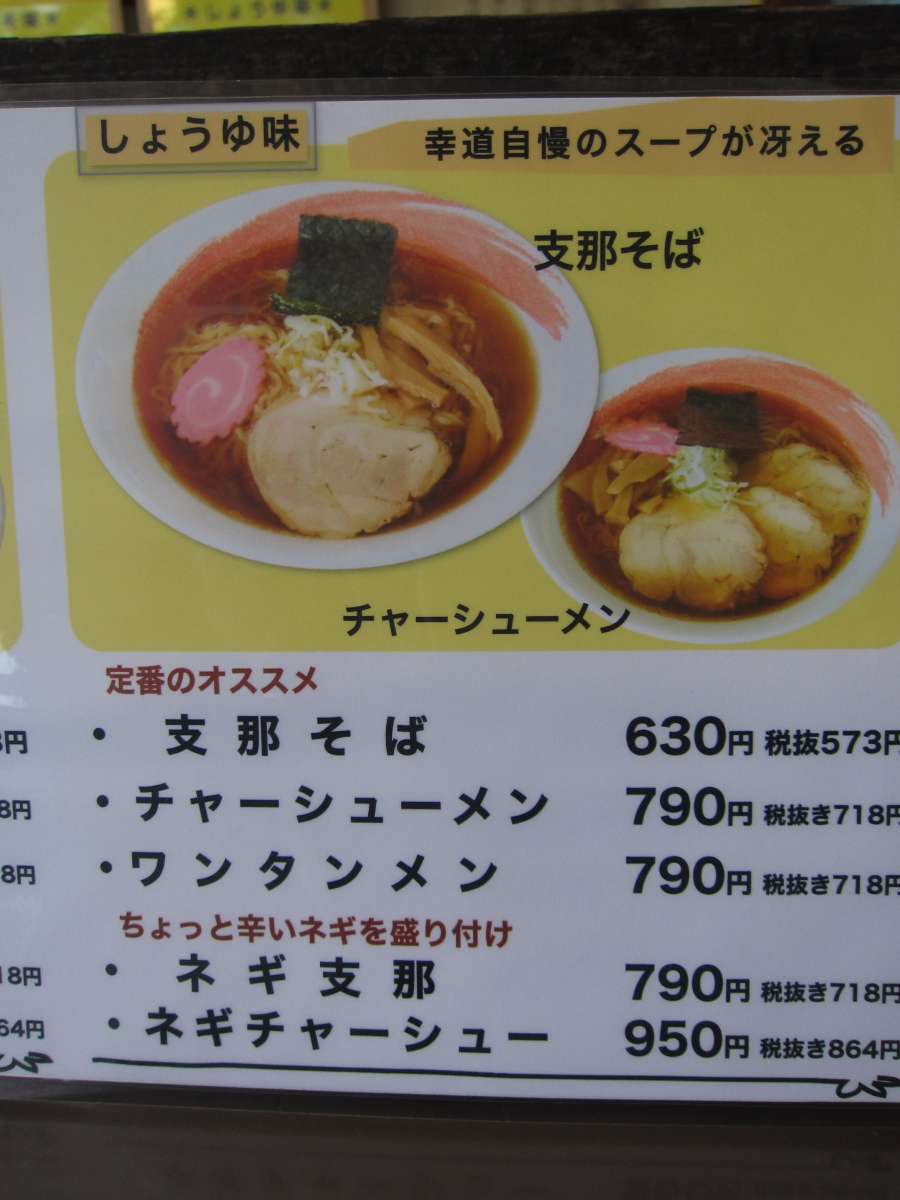 しょうゆ味
幸道自慢のスープが冴える
支那そば
チャーシューメン
定番のオススメ
・支那そば 630円 税抜573円
・チャーシューメン 790円 税抜き718円
・ワンタンメン 790円 税抜き718円
ちょっと辛いネギを盛り付け
・ネギ支那 790円 税抜き718円
・ネギチャーシュー 950円 税抜き864円